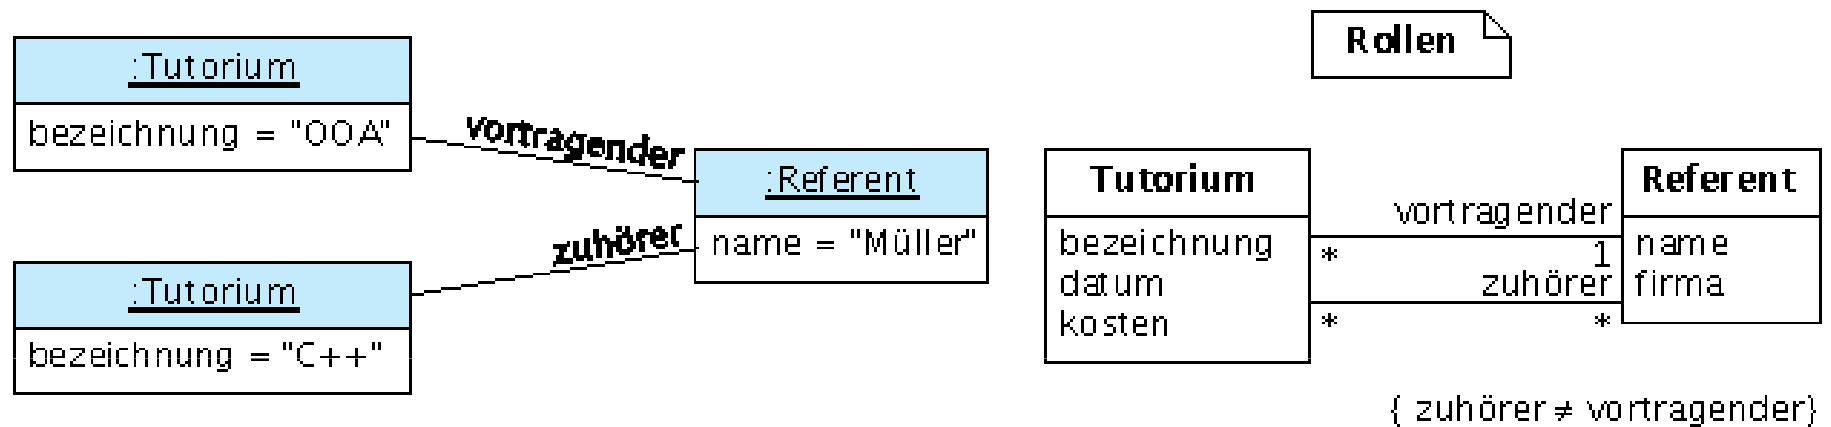 :Tutorium
bezeichnung = "OOA"
vortragender
:Referent
name = "Müller"
zuhörer
:Tutorium
bezeichnung = "C++"
Rollen
Tutorium
bezeichnung
datum
kosten
vortragender
* 1
zuhörer
* *
Referent
name
firma
{ zuhörer ≠ vortragender}